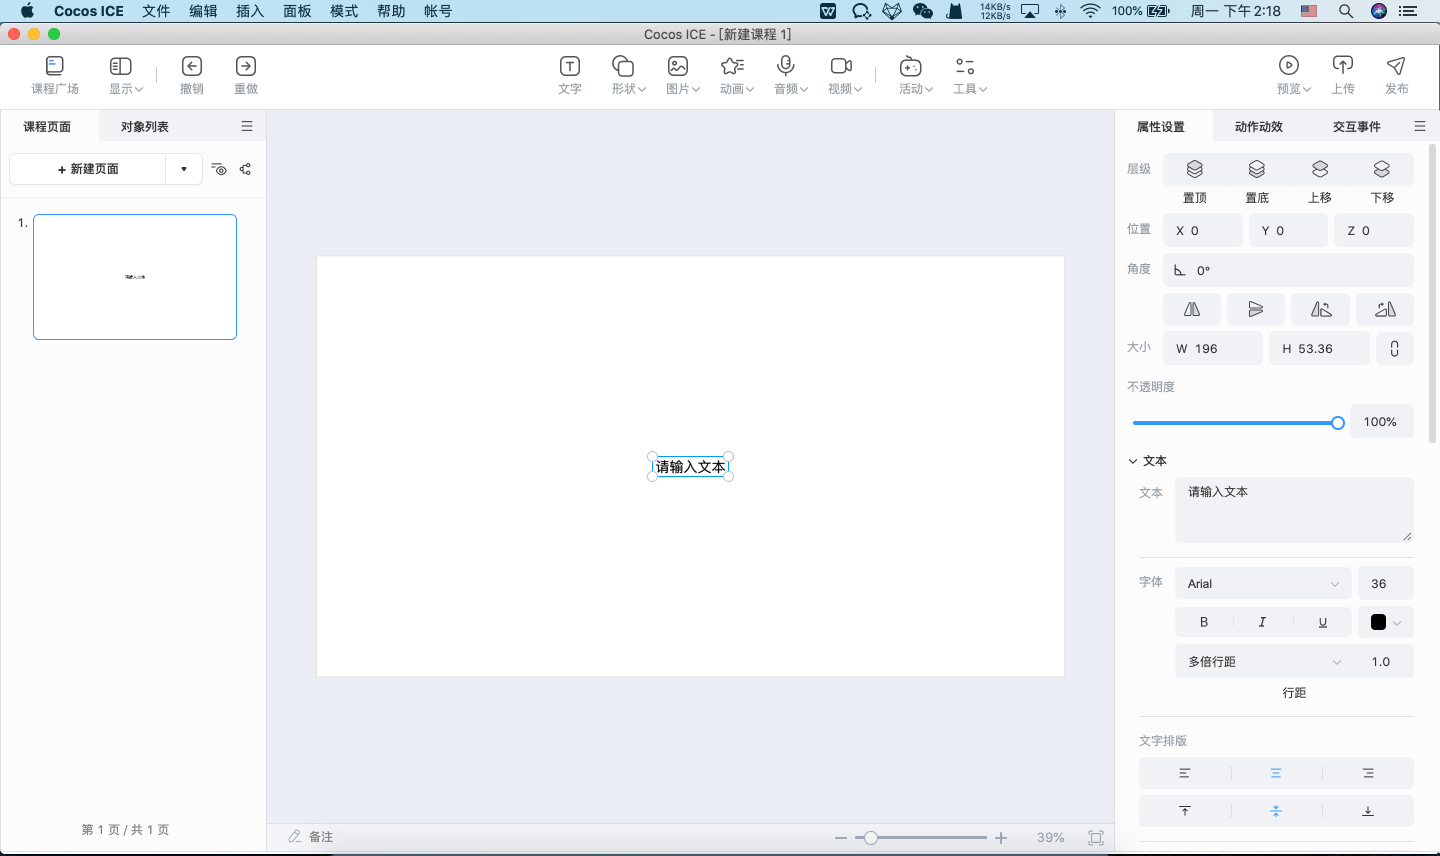 Cocos ICE 文件 编辑 插入 面板 模式 帮助 帐号 14KB/s 12KB/s 100% 周一 下午2:18
Cocos ICE - [新建课程 1]
课程广场 显示 撤销 重做 文字 形状 图片 动画 音频 视频 活动 工具 预览 上传 发布
课程页面 对象列表
+ 新建页面
1.
请输入文本
第 1 页 / 共 1 页
请输入文本
备注
39%
属性设置 动作动效 交互事件
层级
置顶 置底 上移 下移
位置 X 0 Y 0 Z 0
角度 0°
大小 W 196 H 53.36
不透明度
100%
文本
文本 请输入文本
字体 Arial 36
B I U
多倍行距 1.0
行距
文字排版